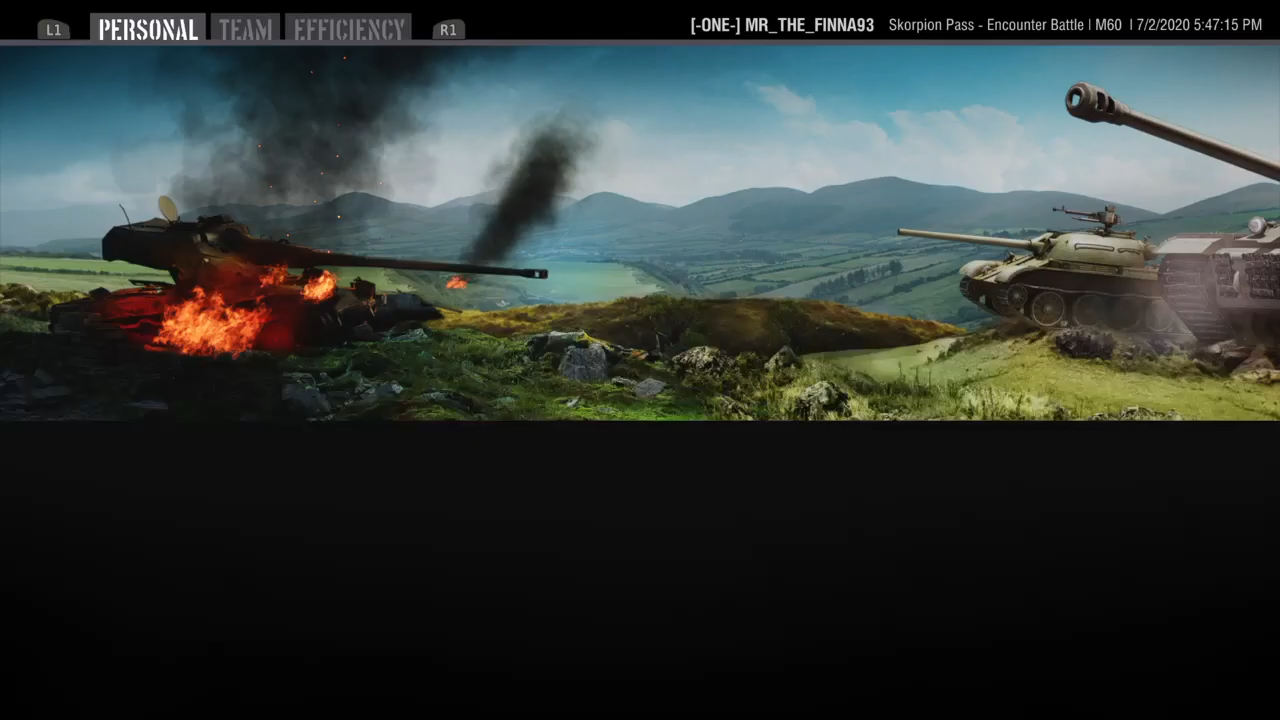 L1 PERSONAL TEAM EFFICIENCY R1 [-ONE-] MR_THE_FINNA93 Skorpion Pass - Encounter Battle | M60 | 7/2/2020 5:47:15 PM